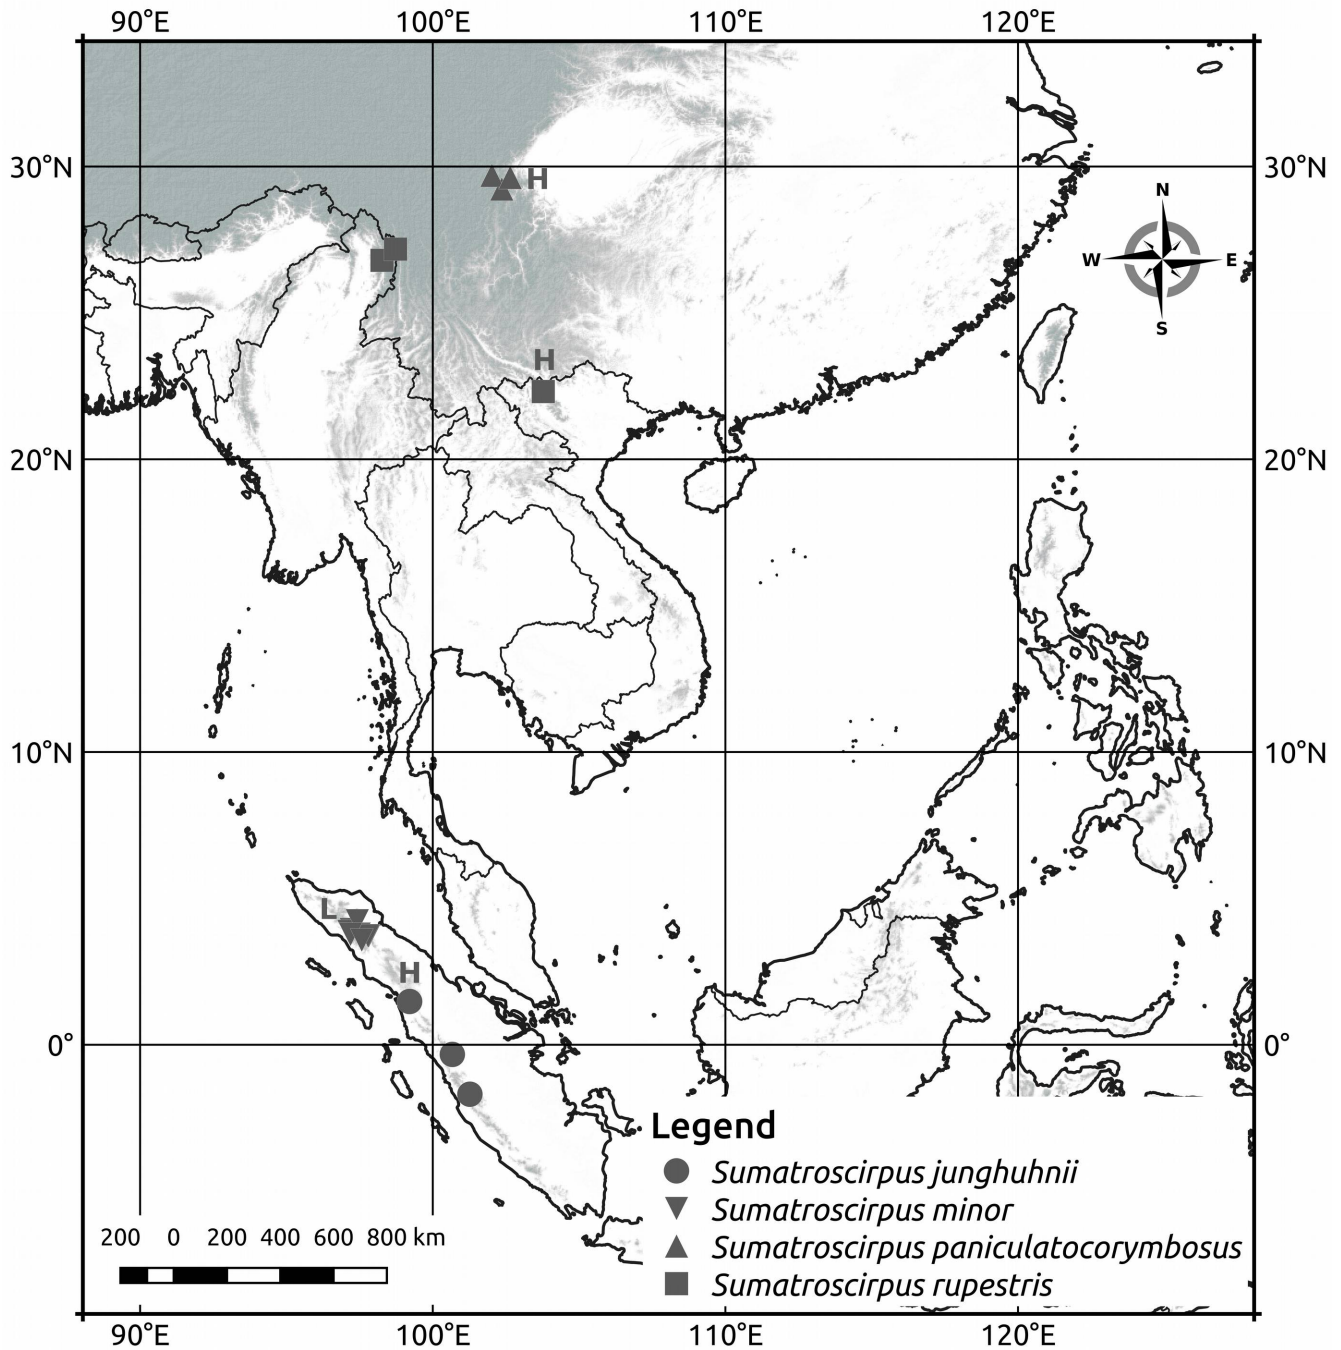 90°E 100°E 110°E 120°E
30°N H 30°N
N
W E
S
H
20°N 20°N
10°N 10°N
L
H
0° 0°
Legend
Sumatroscirpus junghuhnii
Sumatroscirpus minor
Sumatroscirpus paniculatocorymbosus
Sumatroscirpus rupestris
200 0 200 400 600 800 km
90°E 100°E 110°E 120°E